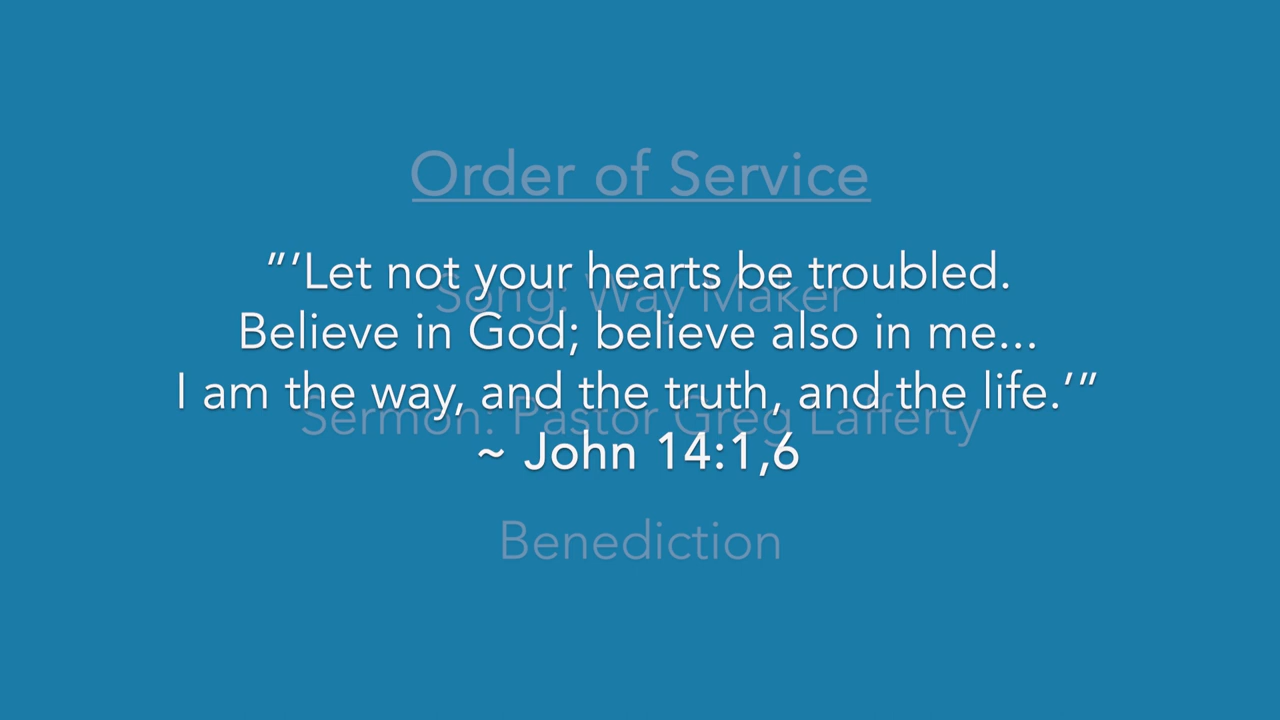 Order of Service
"'Let not your hearts be troubled.
Song: Way Maker
Believe in God; believe also in me...
I am the way, and the truth, and the life.'"
Sermon: Pastor Greg Lafferty
~ John 14:1,6
Benediction